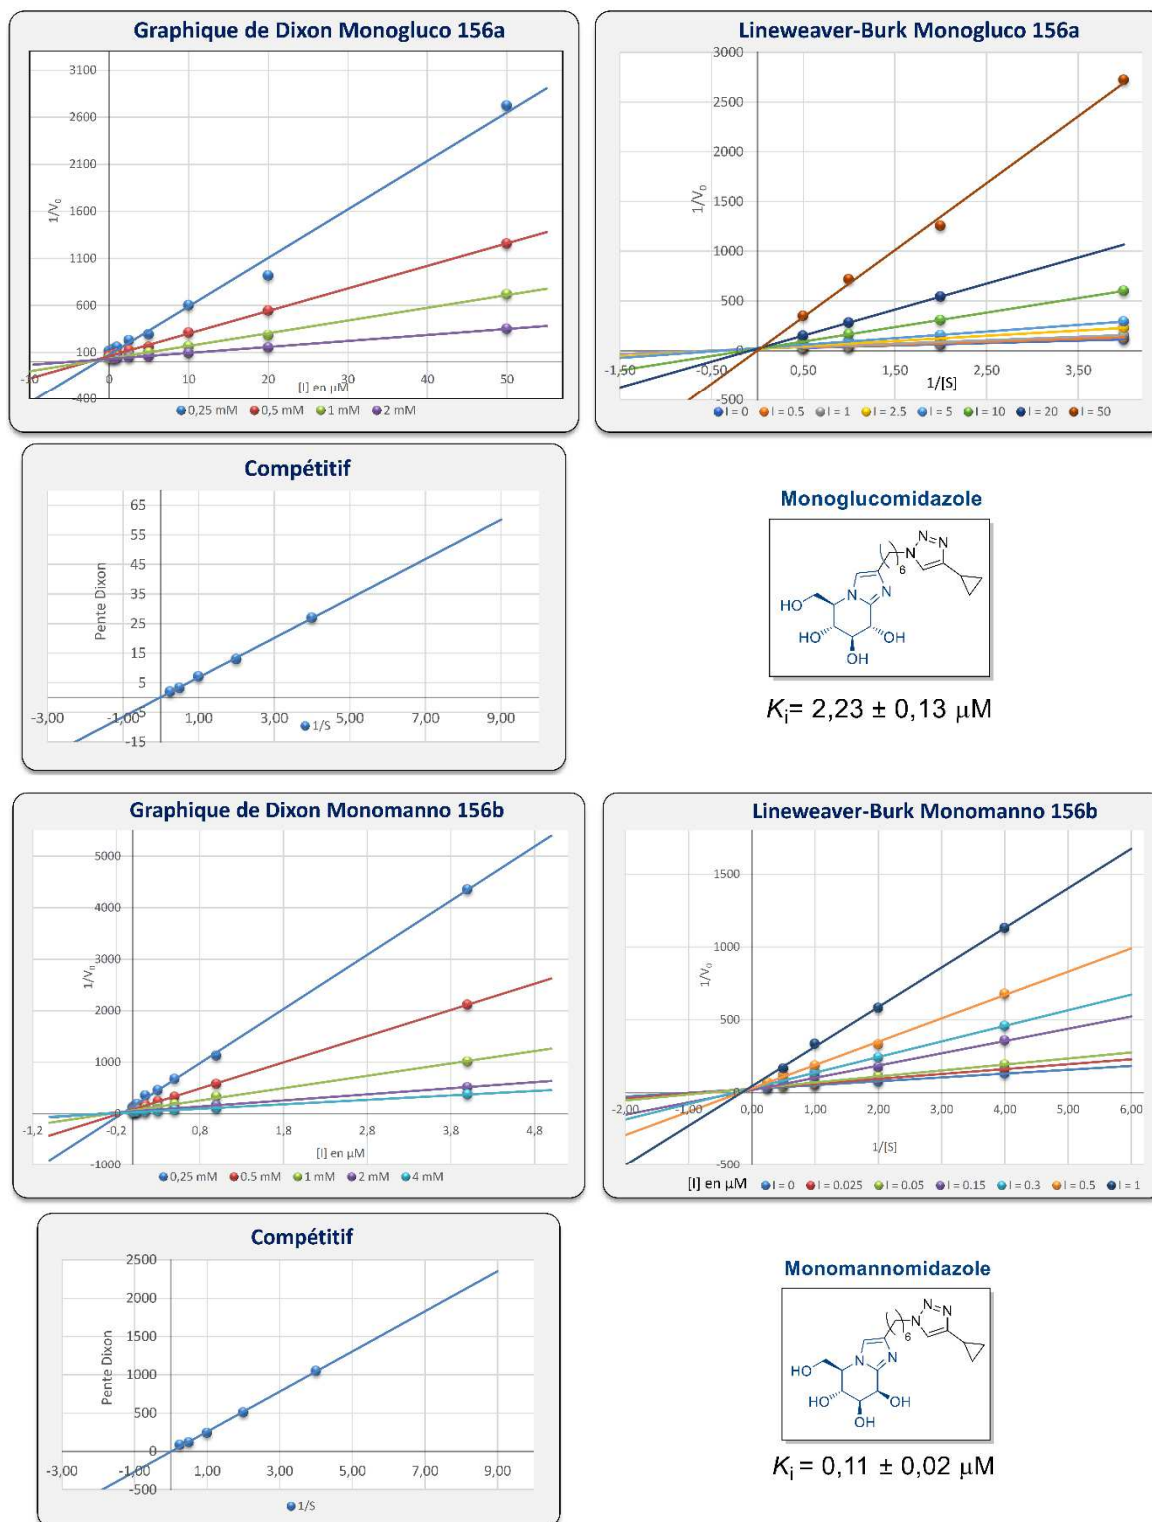 Graphique de Dixon Monogluco 156a
3100
2600
2100
1600
1100
600
100
-400
1/V₀
-10 0 10 20 30 40 50
[I] en µM
0,25 mM 0,5 mM 1 mM 2 mM
Lineweaver-Burk Monogluco 156a
3000
2500
2000
1500
1000
500
0
-500
1/V₀
-1,50 -0,50 0,50 1,50 2,50 3,50
1/[S]
I = 0 I = 0.5 I = 1 I = 2.5 I = 5 I = 10 I = 20 I = 50
Compétitif
65
55
45
35
25
15
5
-5
-15
Pente Dixon
-3,00 -1,00 1,00 3,00 5,00 7,00 9,00
1/S
Monoglucomidazole
N N N
6
N N
HO
HO OH
OH
Ki= 2,23 ± 0,13 µM
Graphique de Dixon Monomanno 156b
5000
4000
3000
2000
1000
0
-1000
1/V₀
-1,2 -0,2 0,8 1,8 2,8 3,8 4,8
[I] en µM
0,25 mM 0.5 mM 1 mM 2 mM 4 mM
Lineweaver-Burk Monomanno 156b
1500
1000
500
0
-500
1/V₀
-2,00 -1,00 0,00 1,00 2,00 3,00 4,00 5,00 6,00
1/[S]
[I] en µM I = 0 I = 0.025 I = 0.05 I = 0.15 I = 0.3 I = 0.5 I = 1
Compétitif
2500
2000
1500
1000
500
0
-500
Pente Dixon
-3,00 -1,00 1,00 3,00 5,00 7,00 9,00
1/S
Monomannomidazole
N N N
6
N N
HO
HO OH
OH
Ki = 0,11 ± 0,02 µM